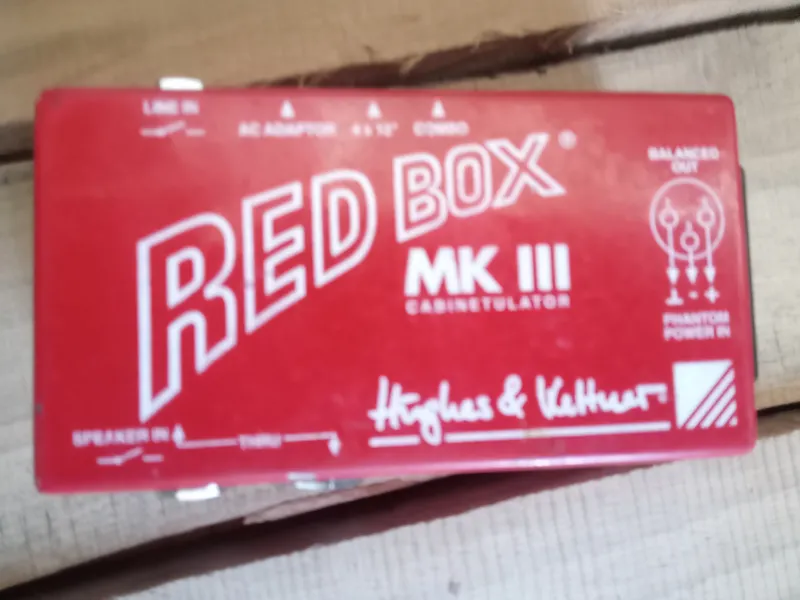 LINE IN
AC ADAPTOR 4 x 12" COMBO
RED BOX ®
MK III
CABINETULATOR
BALANCED
OUT
⊥ - +
PHANTOM
POWER IN
Hughes & Kettner
SPEAKER IN THRU